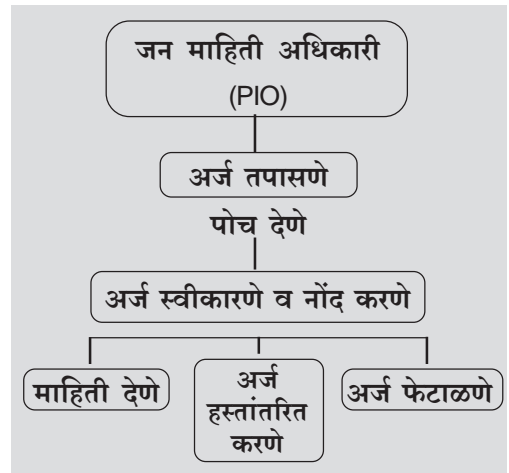 जन माहिती अधिकारी
(PIO)
अर्ज तपासणे
पोच देणे
अर्ज स्वीकारणे व नोंद करणे
माहिती देणे
अर्ज
हस्तांतरित
करणे
अर्ज फेटाळणे